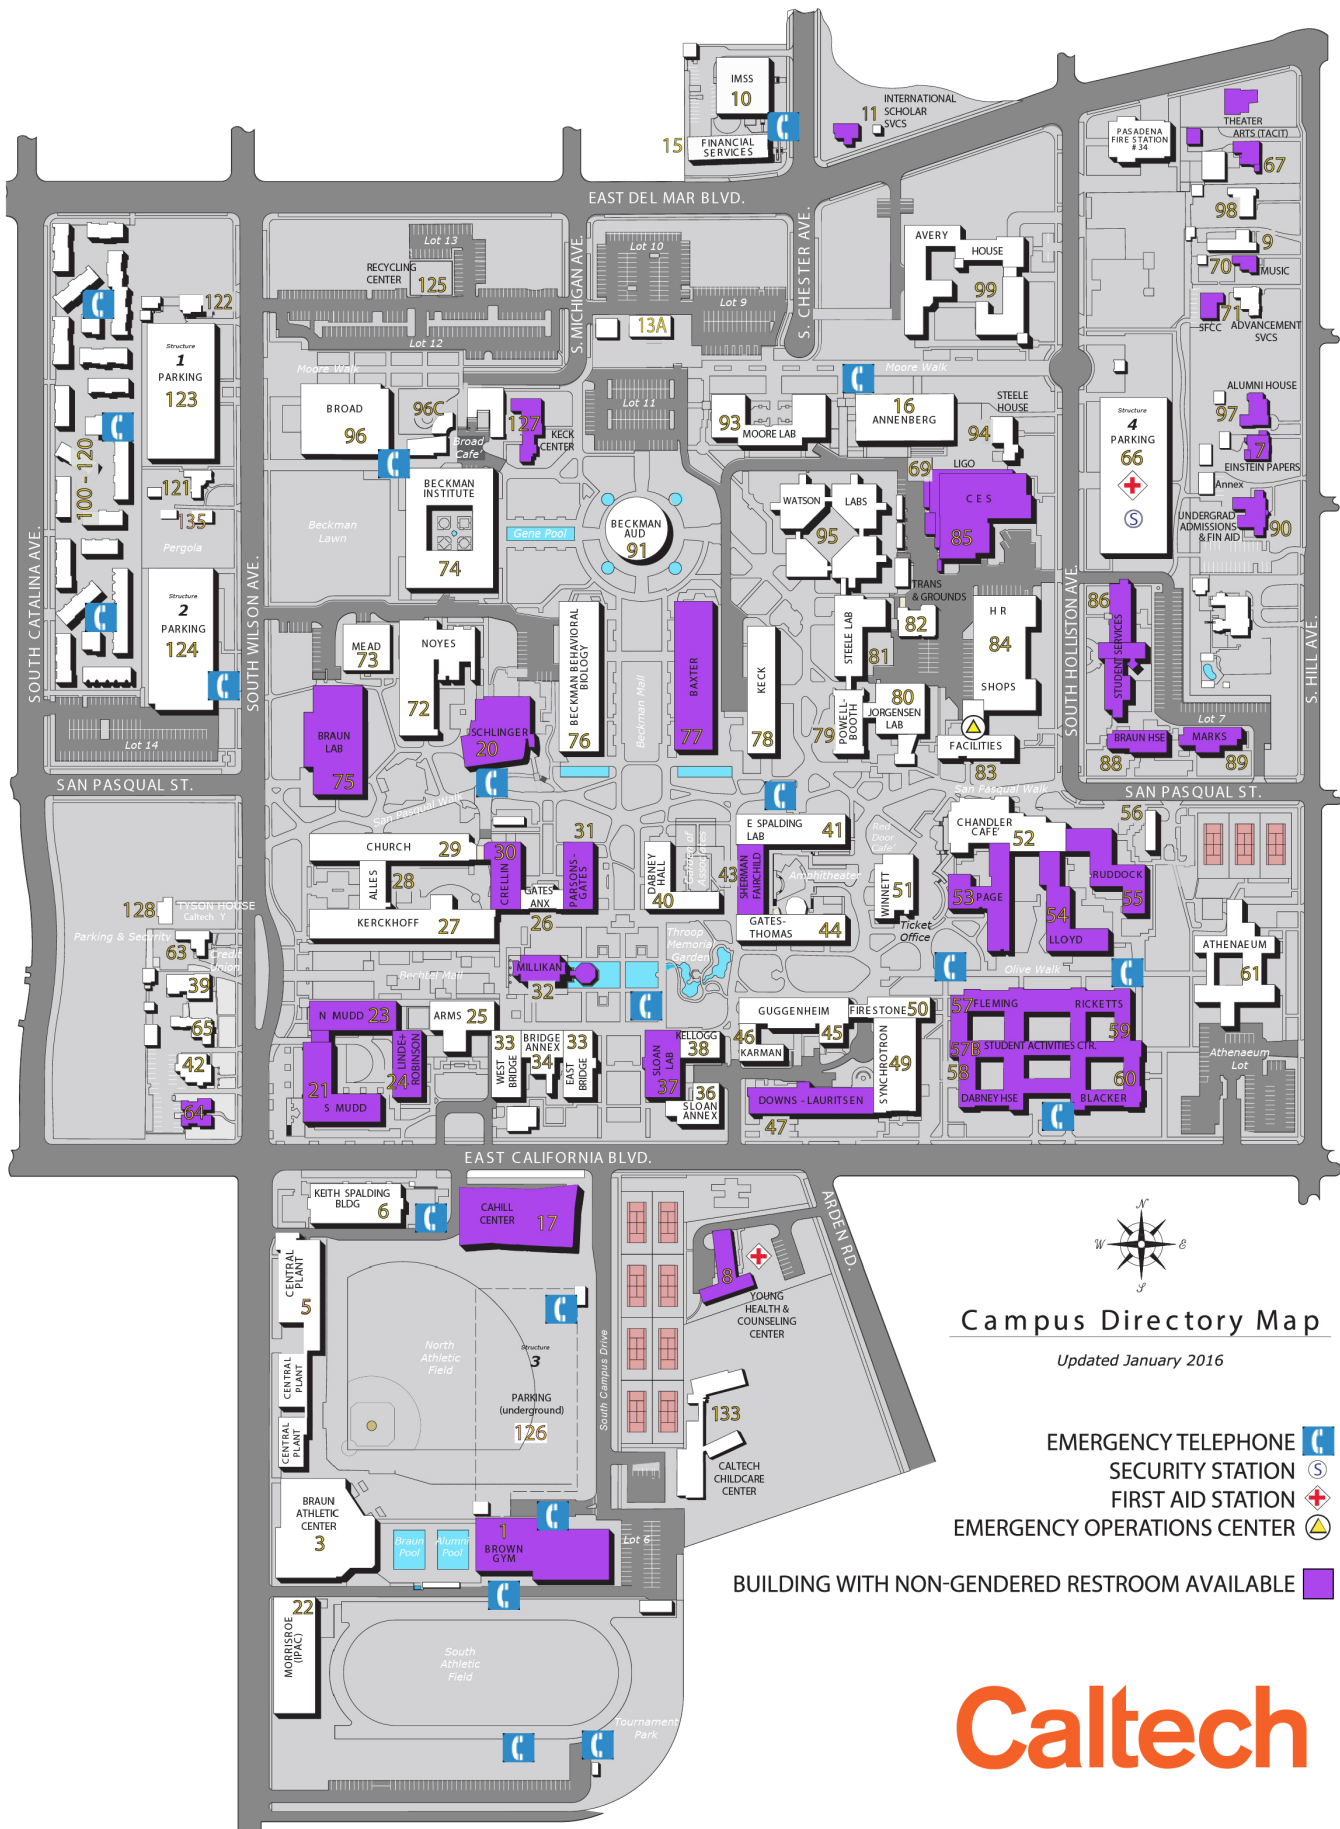 IMSS
10
15
FINANCIAL
SERVICES
11
INTERNATIONAL
SCHOLAR
SVCS
PASADENA
FIRE STATION
# 34
THEATER
ARTS (TACIT)
67
EAST DEL MAR BLVD.
98
9
70
MUSIC
71
SFCC
ADVANCEMENT
SVCS
Lot 13
RECYCLING
CENTER
125
Lot 12
S. MICHIGAN AVE.
Lot 10
Lot 9
13A
S. CHESTER AVE.
AVERY
HOUSE
99
122
Structure
1
PARKING
123
100 - 120
121
135
Pergola
Structure
2
PARKING
124
Lot 14
SOUTH CATALINA AVE.
SOUTH WILSON AVE.
Moore Walk
BROAD
96
96C
Broad
Cafe'
127
KECK
CENTER
Lot 11
93
MOORE LAB
Moore Walk
16
ANNENBERG
STEELE
HOUSE
94
Structure
4
PARKING
66
S
ALUMNI HOUSE
97
7
EINSTEIN PAPERS
Annex
UNDERGRAD
ADMISSIONS
& FIN AID
90
BECKMAN
INSTITUTE
74
Beckman
Lawn
Gene Pool
BECKMAN
AUD
91
WATSON
LABS
95
69
LIGO
C E S
85
TRANS
& GROUNDS
82
H R
84
SHOPS
SOUTH HOLLISTON AVE.
86
STUDENT SERVICES
Lot 7
BRAUN HSE
88
MARKS
89
S. HILL AVE.
MEAD
73
NOYES
72
BRAUN
LAB
75
SCHLINGER
20
BECKMAN BEHAVIORAL
BIOLOGY
76
Beckman Mall
BAXTER
77
KECK
78
STEELE LAB
81
POWELL-
BOOTH
79
80
JORGENSEN
LAB
FACILITIES
83
SAN PASQUAL ST.
San Pasqual Walk
San Pasqual Walk
SAN PASQUAL ST.
CHURCH
29
ALLES
28
KERCKHOFF
27
30
CRELLIN
GATES
ANX
26
31
PARSONS-
GATES
DABNEY
HALL
40
Court of
Associates
43
E SPALDING
LAB
41
SHERMAN
FAIRCHILD
Amphitheater
GATES-
THOMAS
44
Red
Door
Cafe'
WINNETT
51
Ticket
Office
CHANDLER
CAFE'
52
56
53
PAGE
54
LLOYD
RUDDOCK
55
ATHENAEUM
61
Athenaeum
Lot
128
TYSON HOUSE
Caltech Y
Parking & Security
63
Credit
Union
39
65
42
64
Bechtel Mall
MILLIKAN
32
Throop
Memorial
Garden
Olive Walk
N MUDD
23
21
S MUDD
24
LINDE+
ROBINSON
ARMS
25
33
WEST
BRIDGE
BRIDGE
ANNEX
34
33
EAST
BRIDGE
SLOAN
LAB
37
KELLOGG
38
36
SLOAN
ANNEX
GUGGENHEIM
45
46
KARMAN
FIRESTONE
50
SYNCHROTRON
49
DOWNS - LAURITSEN
47
57
FLEMING
RICKETTS
59
57B
STUDENT ACTIVITIES CTR.
58
DABNEY HSE
60
BLACKER
EAST CALIFORNIA BLVD.
KEITH SPALDING
BLDG
6
CAHILL
CENTER
17
CENTRAL
PLANT
5
CENTRAL
PLANT
CENTRAL
PLANT
North
Athletic
Field
Structure
3
PARKING
(underground)
126
South Campus Drive
8
YOUNG
HEALTH &
COUNSELING
CENTER
133
CALTECH
CHILDCARE
CENTER
ARDEN RD.
BRAUN
ATHLETIC
CENTER
3
Braun
Pool
Alumni
Pool
1
BROWN
GYM
Lot 6
22
MORRISROE
(IPAC)
South
Athletic
Field
Tournament
Park
N
W
E
S
Campus Directory Map
Updated January 2016
EMERGENCY TELEPHONE
SECURITY STATION S
FIRST AID STATION
EMERGENCY OPERATIONS CENTER
BUILDING WITH NON-GENDERED RESTROOM AVAILABLE
Caltech